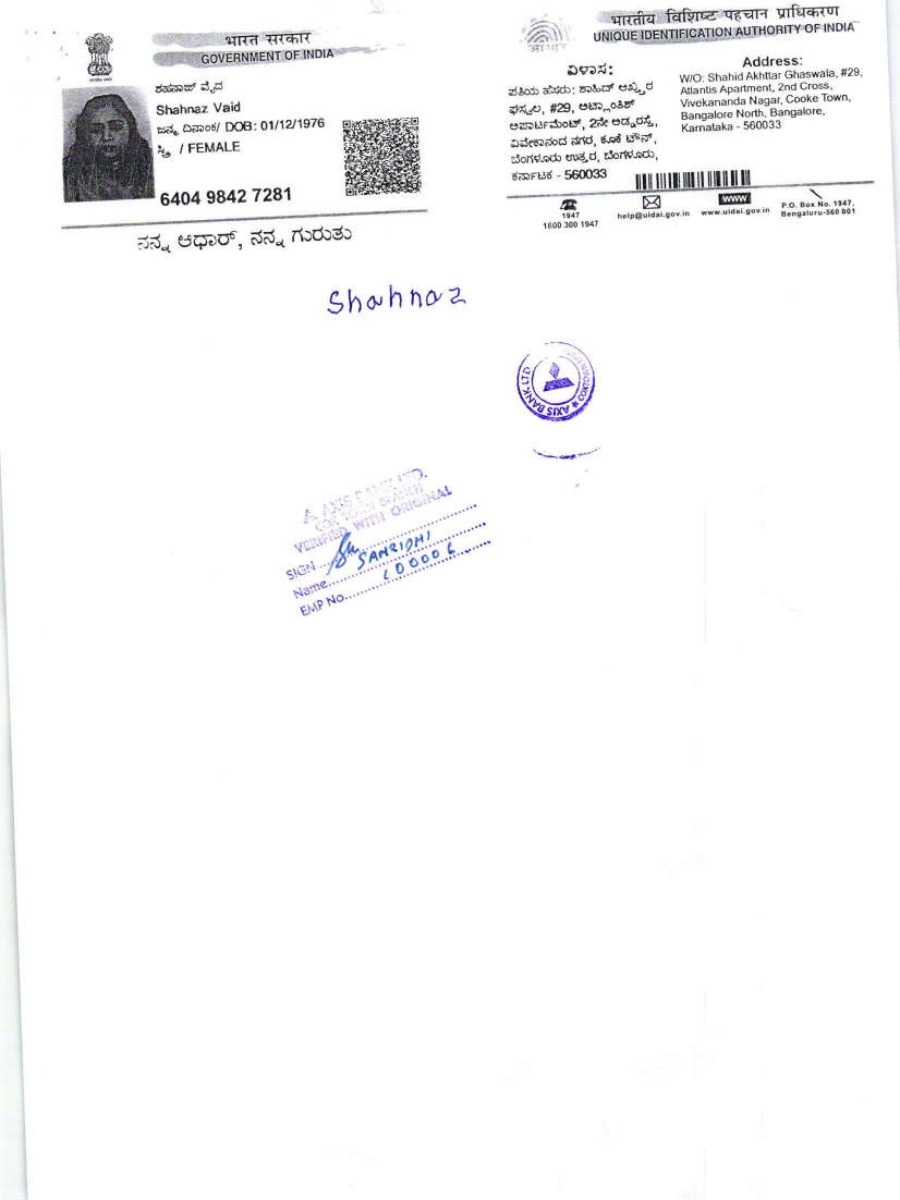 भारत सरकार
GOVERNMENT OF INDIA
ಶಹನಾಜ್ ವೈದ
Shahnaz Vaid
ಜನ್ಮ ದಿನಾಂಕ/ DOB: 01/12/1976
ಸ್ತ್ರೀ / FEMALE
6404 9842 7281
ನನ್ನ ಆಧಾರ್, ನನ್ನ ಗುರುತು
भारतीय विशिष्ट पहचान प्राधिकरण
UNIQUE IDENTIFICATION AUTHORITY OF INDIA
आधार
ವಿಳಾಸ:
ಪತಿಯ ಹೆಸರು: ಶಾಹಿದ್ ಅಖ್ತರ
ಘಸ್ವಲ, #29, ಅಟ್ಲಾಂಟಿಕ್
ಅಪಾರ್ಟಮೆಂಟ್, 2ನೇ ಅಡ್ಡರಸ್ತೆ,
ವಿವೇಕಾನಂದ ನಗರ, ಕೂಕೆ ಟೌನ್,
ಬೆಂಗಳೂರು ಉತ್ತರ, ಬೆಂಗಳೂರು,
ಕರ್ನಾಟಕ - 560033
Address:
W/O: Shahid Akhttar Ghaswala, #29,
Atlantis Apartment, 2nd Cross,
Vivekananda Nagar, Cooke Town,
Bangalore North, Bangalore,
Karnataka - 560033
1947
1800 300 1947
help@uidai.gov.in
WWW
www.uidai.gov.in
P.O. Box No. 1947,
Bengaluru-560 001
Shahnaz
AXIS BANK LTD ★ COXTOWN
AXIS BANK LTD.
COX TOWN BRANCH
VERIFIED WITH ORIGINAL
SIGN
Name
EMP No.